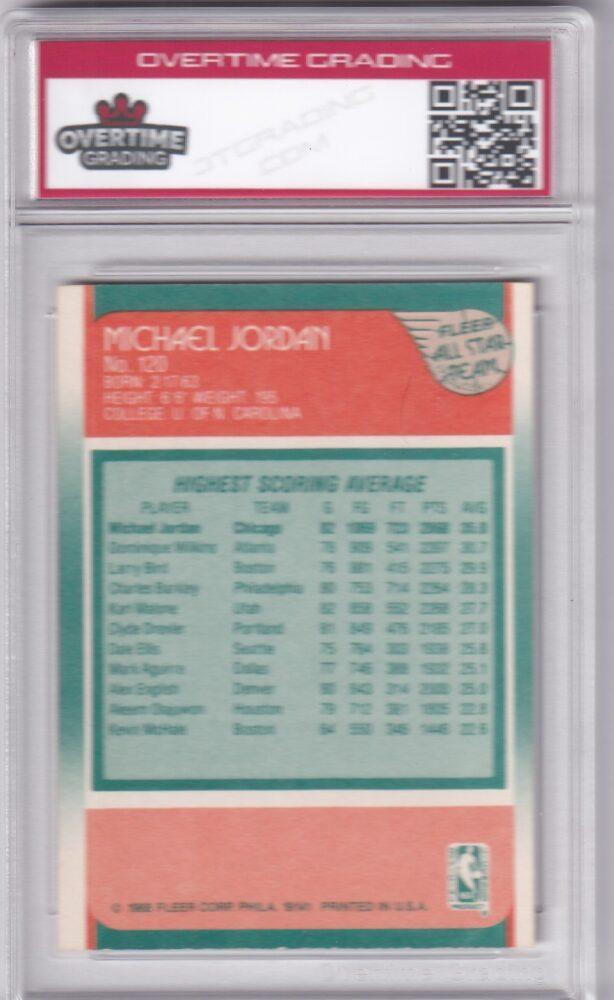 OVERTIME GRADING
OVERTIME
GRADING
OTGRADING
.COM
MICHAEL JORDAN
No. 120
BORN: 2 17 63
HEIGHT: 6'6" WEIGHT: 195
COLLEGE: U. OF N. CAROLINA
FLEER
ALL STAR
TEAM
HIGHEST SCORING AVERAGE
PLAYER TEAM G FG FT PTS AVG
Michael Jordan Chicago 82 1069 723 2868 35.0
Dominique Wilkins Atlanta 78 909 541 2397 30.7
Larry Bird Boston 76 881 415 2275 29.9
Charles Barkley Philadelphia 80 753 714 2264 28.3
Karl Malone Utah 82 858 552 2268 27.7
Clyde Drexler Portland 81 849 476 2185 27.0
Dale Ellis Seattle 75 764 303 1938 25.8
Mark Aguirre Dallas 77 746 388 1932 25.1
Alex English Denver 80 843 314 2000 25.0
Akeem Olajuwon Houston 79 712 381 1805 22.8
Kevin McHale Boston 64 550 346 1446 22.6
© 1988 FLEER CORP. PHILA. 19141 PRINTED IN U.S.A.
Overtime Grading